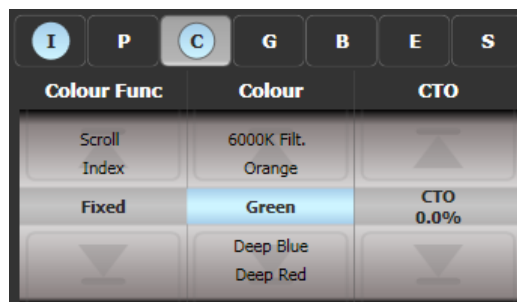 I P C G B E S
Colour Func Colour CTO
Scroll 6000K Filt.
Index Orange
Fixed Green CTO
0.0%
Deep Blue
Deep Red